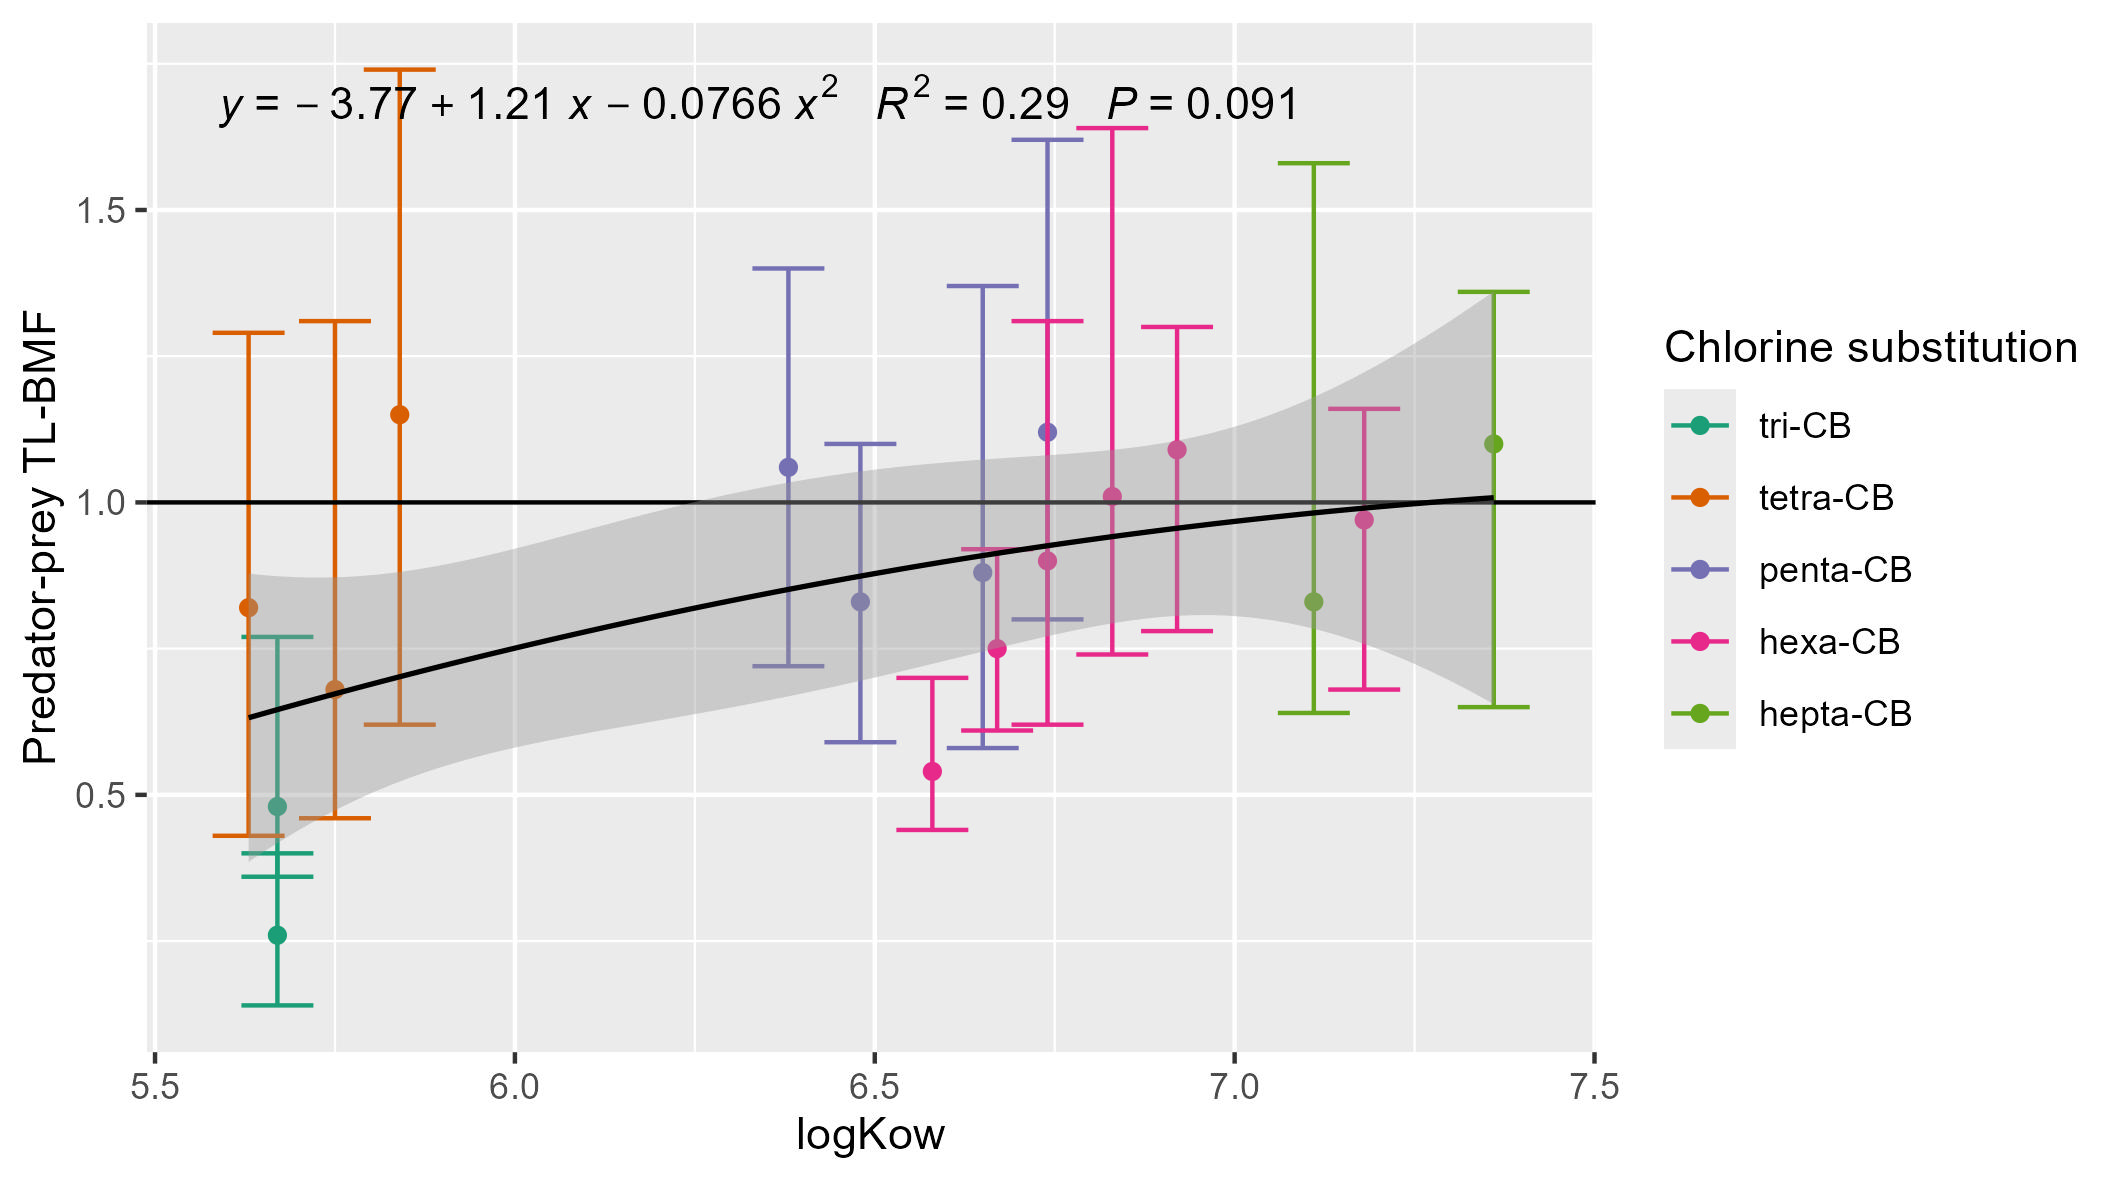 y = − 3.77 + 1.21 x − 0.0766 x² R² = 0.29 P = 0.091
Predator-prey TL-BMF
1.5
1.0
0.5
5.5 6.0 6.5 7.0 7.5
logKow
Chlorine substitution
tri-CB
tetra-CB
penta-CB
hexa-CB
hepta-CB